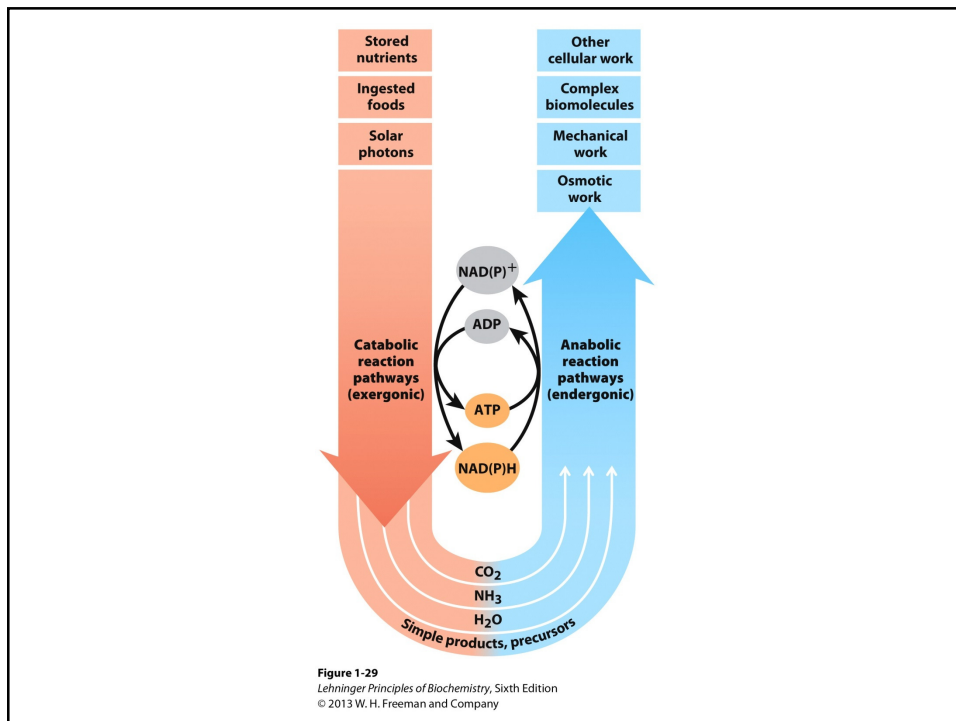 Stored
nutrients
Ingested
foods
Solar
photons
Other
cellular work
Complex
biomolecules
Mechanical
work
Osmotic
work
NAD(P)+
ADP
Catabolic
reaction
pathways
(exergonic)
Anabolic
reaction
pathways
(endergonic)
ATP
NAD(P)H
CO2
NH3
H2O
Simple products, precursors
Figure 1-29
Lehninger Principles of Biochemistry, Sixth Edition
© 2013 W. H. Freeman and Company